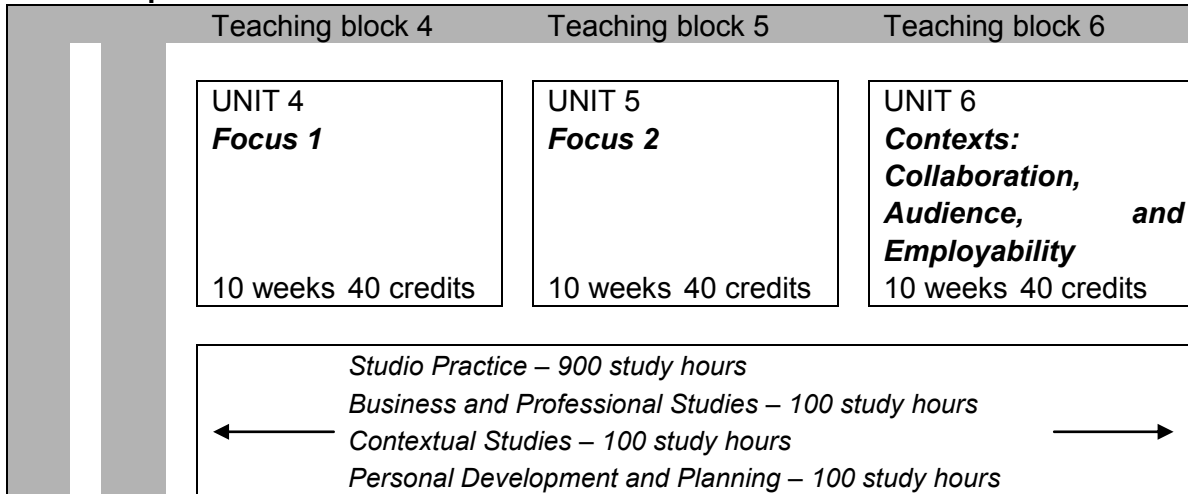 Teaching block 4 Teaching block 5 Teaching block 6
UNIT 4
Focus 1
10 weeks 40 credits
UNIT 5
Focus 2
10 weeks 40 credits
UNIT 6
Contexts:
Collaboration,
Audience, and
Employability
10 weeks 40 credits
Studio Practice – 900 study hours
Business and Professional Studies – 100 study hours
Contextual Studies – 100 study hours
Personal Development and Planning – 100 study hours